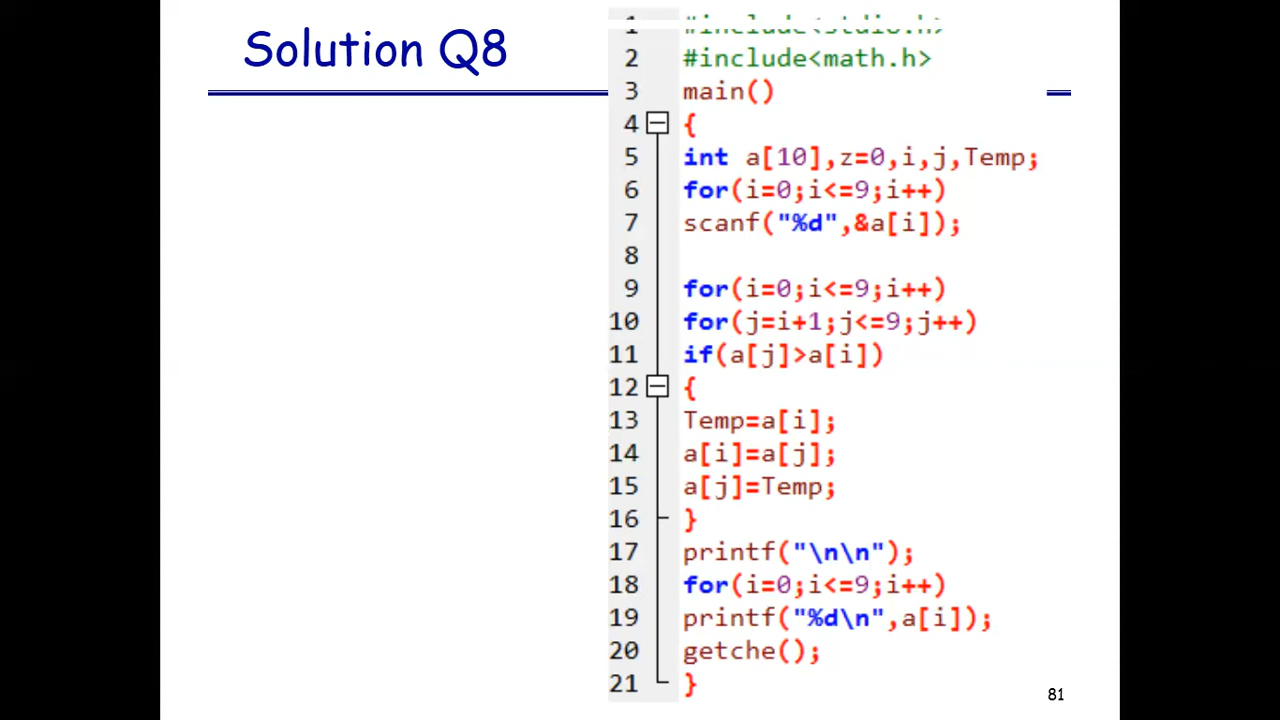 Solution Q8
1 #include<stdio.h>
2 #include<math.h>
3 main()
4 {
5 int a[10],z=0,i,j,Temp;
6 for(i=0;i<=9;i++)
7 scanf("%d",&a[i]);
8
9 for(i=0;i<=9;i++)
10 for(j=i+1;j<=9;j++)
11 if(a[j]>a[i])
12 {
13 Temp=a[i];
14 a[i]=a[j];
15 a[j]=Temp;
16 }
17 printf("\n\n");
18 for(i=0;i<=9;i++)
19 printf("%d\n",a[i]);
20 getche();
21 }
81